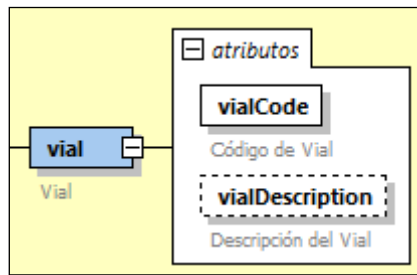 atributos
vialCode
Código de Vial
vial
Vial
vialDescription
Descripción del Vial